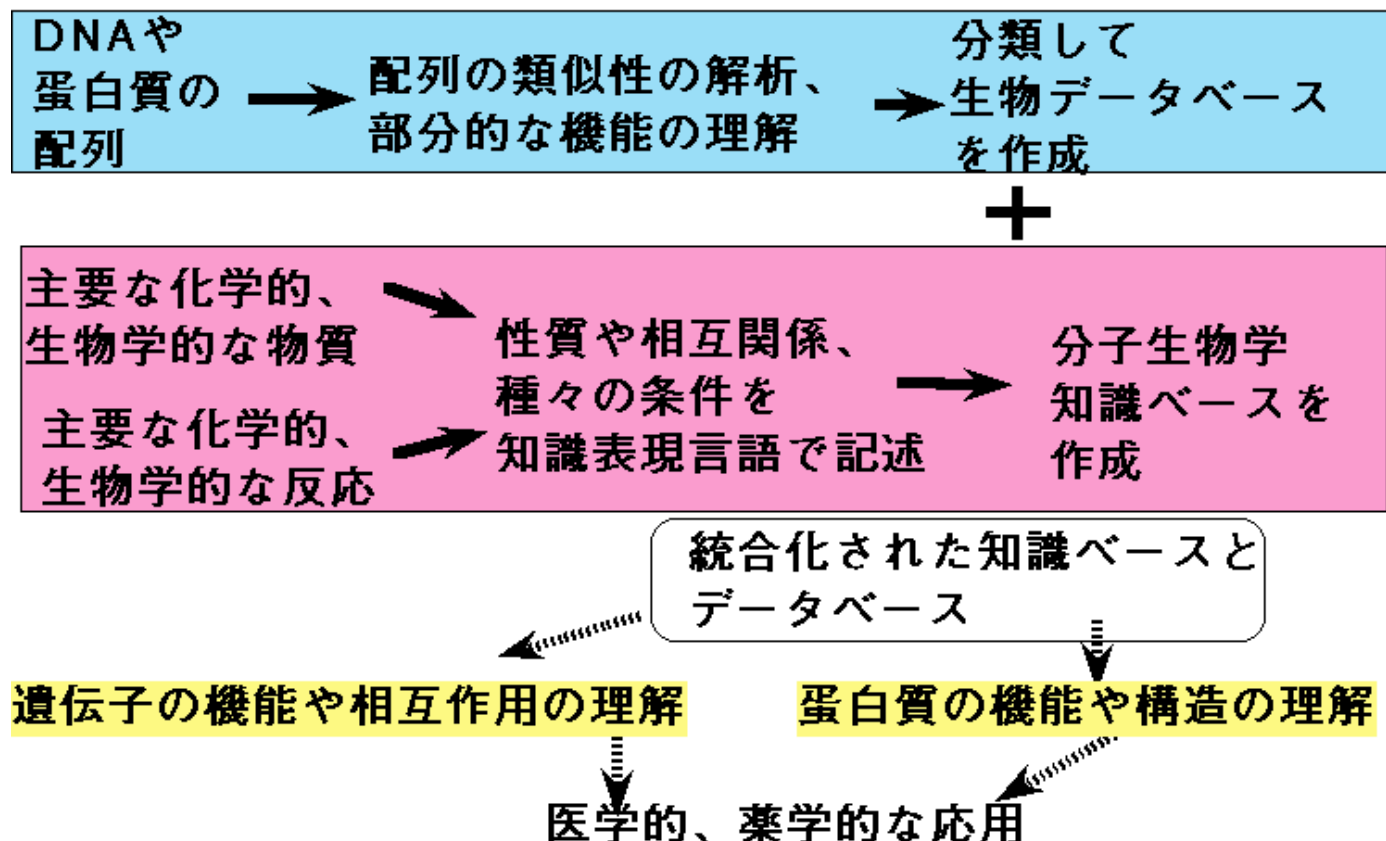 DNAや
蛋白質の
配列
配列の類似性の解析、
部分的な機能の理解
分類して
生物データベース
を作成
+
主要な化学的、
生物学的な物質
主要な化学的、
生物学的な反応
性質や相互関係、
種々の条件を
知識表現言語で記述
分子生物学
知識ベースを
作成
統合化された知識ベースと
データベース
遺伝子の機能や相互作用の理解
蛋白質の機能や構造の理解
医学的、薬学的な応用